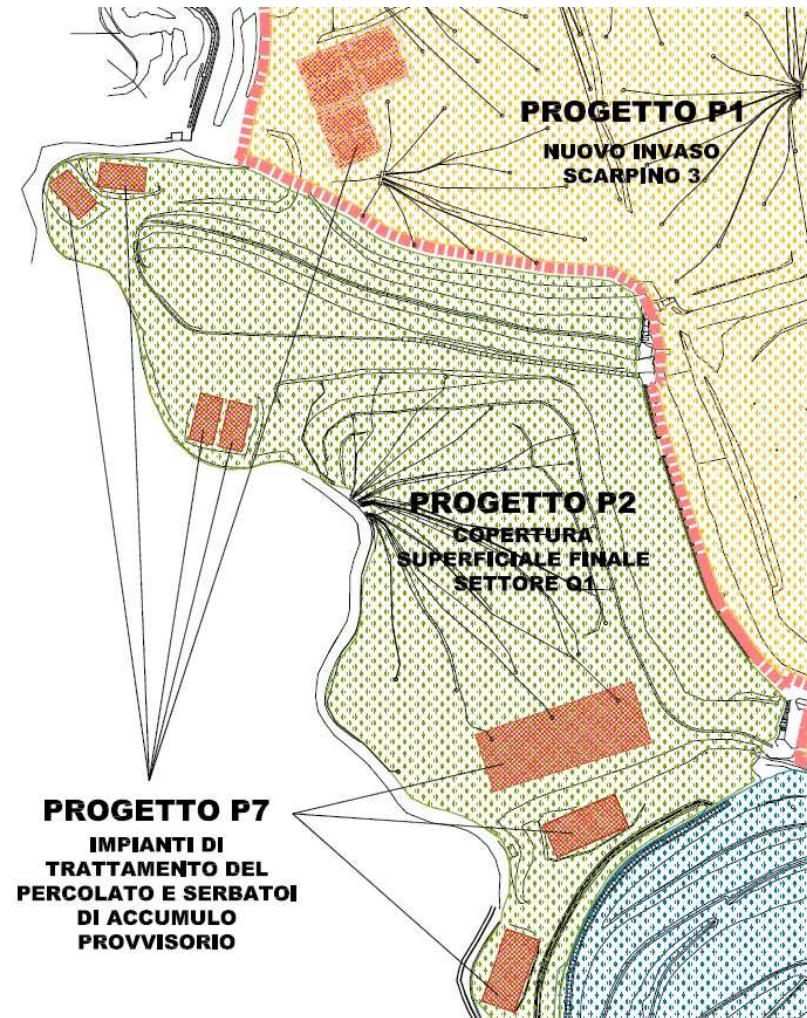 PROGETTO P1
NUOVO INVASO
SCARPINO 3
PROGETTO P2
COPERTURA
SUPERFICIALE FINALE
SETTORE Q1
PROGETTO P7
IMPIANTI DI
TRATTAMENTO DEL
PERCOLATO E SERBATOI
DI ACCUMULO
PROVVISORIO